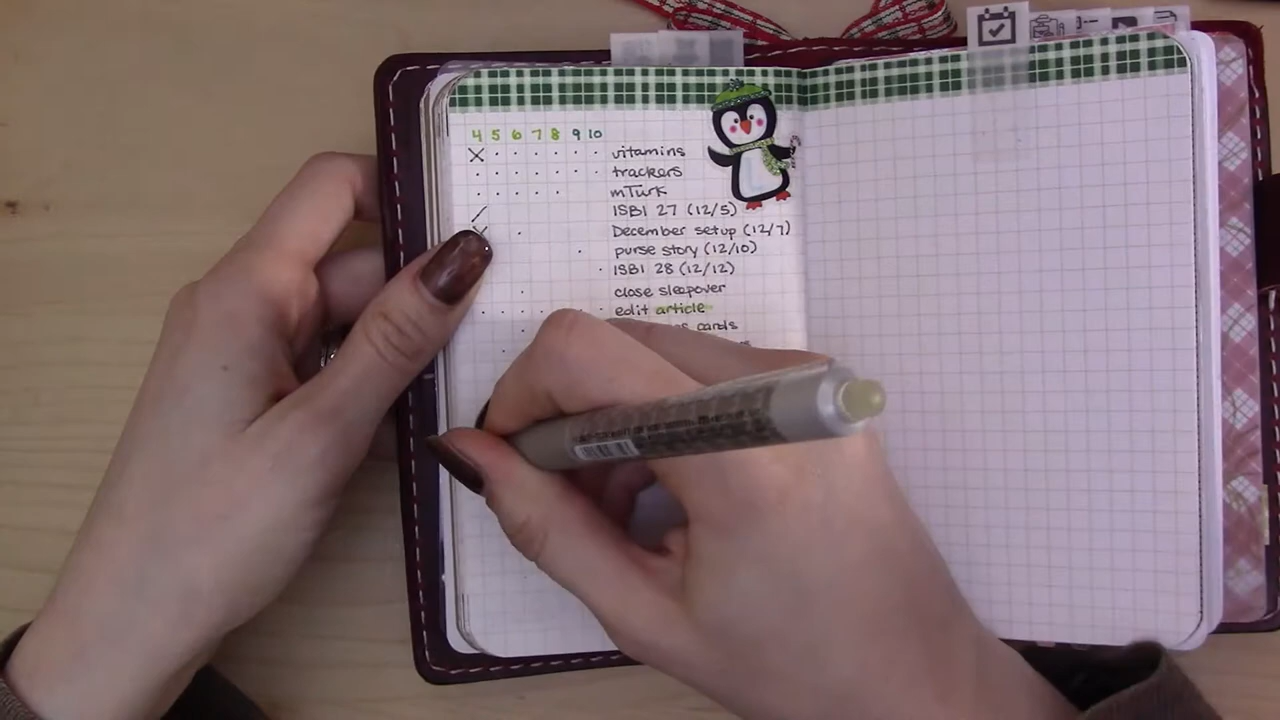 4 5 6 7 8 9 10
vitamins
trackers
mTurk
ISBI 27 (12/5)
December setup (12/7)
purse story (12/10)
ISBI 28 (12/12)
close sleepover
edit article
cards